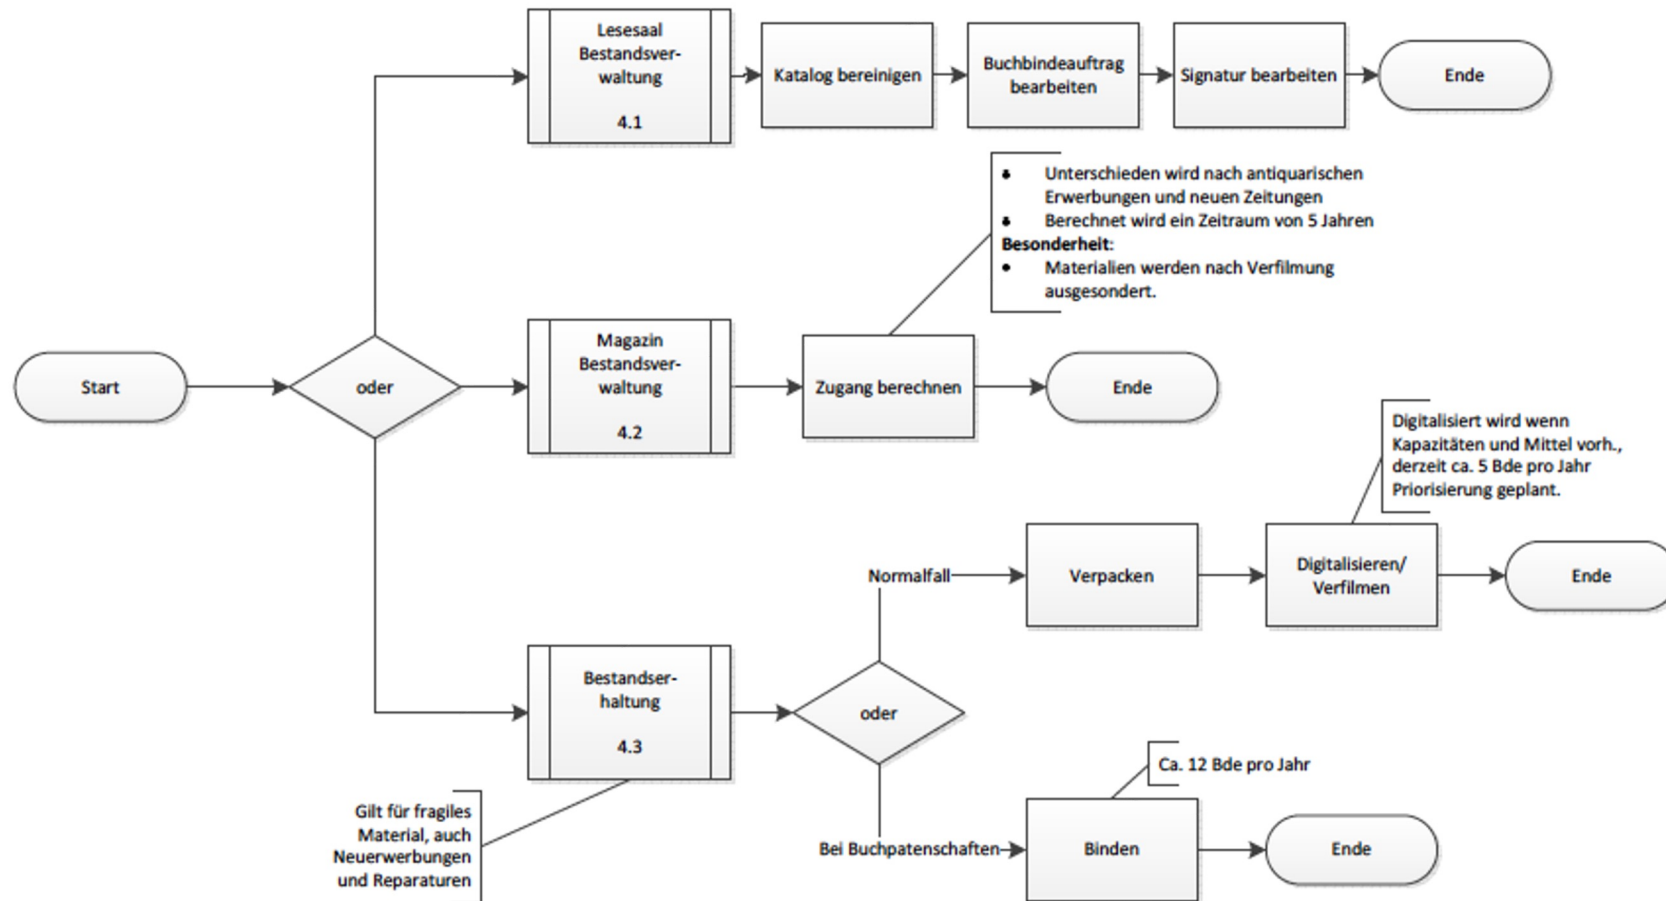 Lesesaal
Bestandsver-
waltung
4.1
Katalog bereinigen
Buchbindeauftrag
bearbeiten
Signatur bearbeiten
Ende
Unterschieden wird nach antiquarischen
Erwerbungen und neuen Zeitungen
Berechnet wird ein Zeitraum von 5 Jahren
Besonderheit:
Materialien werden nach Verfilmung
ausgesondert.
Start
oder
Magazin
Bestandsver-
waltung
4.2
Zugang berechnen
Ende
Digitalisiert wird wenn
Kapazitäten und Mittel vorh.,
derzeit ca. 5 Bde pro Jahr
Priorisierung geplant.
Normalfall
Verpacken
Digitalisieren/
Verfilmen
Ende
Bestandser-
haltung
4.3
oder
Gilt für fragiles
Material, auch
Neuerwerbungen
und Reparaturen
Ca. 12 Bde pro Jahr
Bei Buchpatenschaften
Binden
Ende